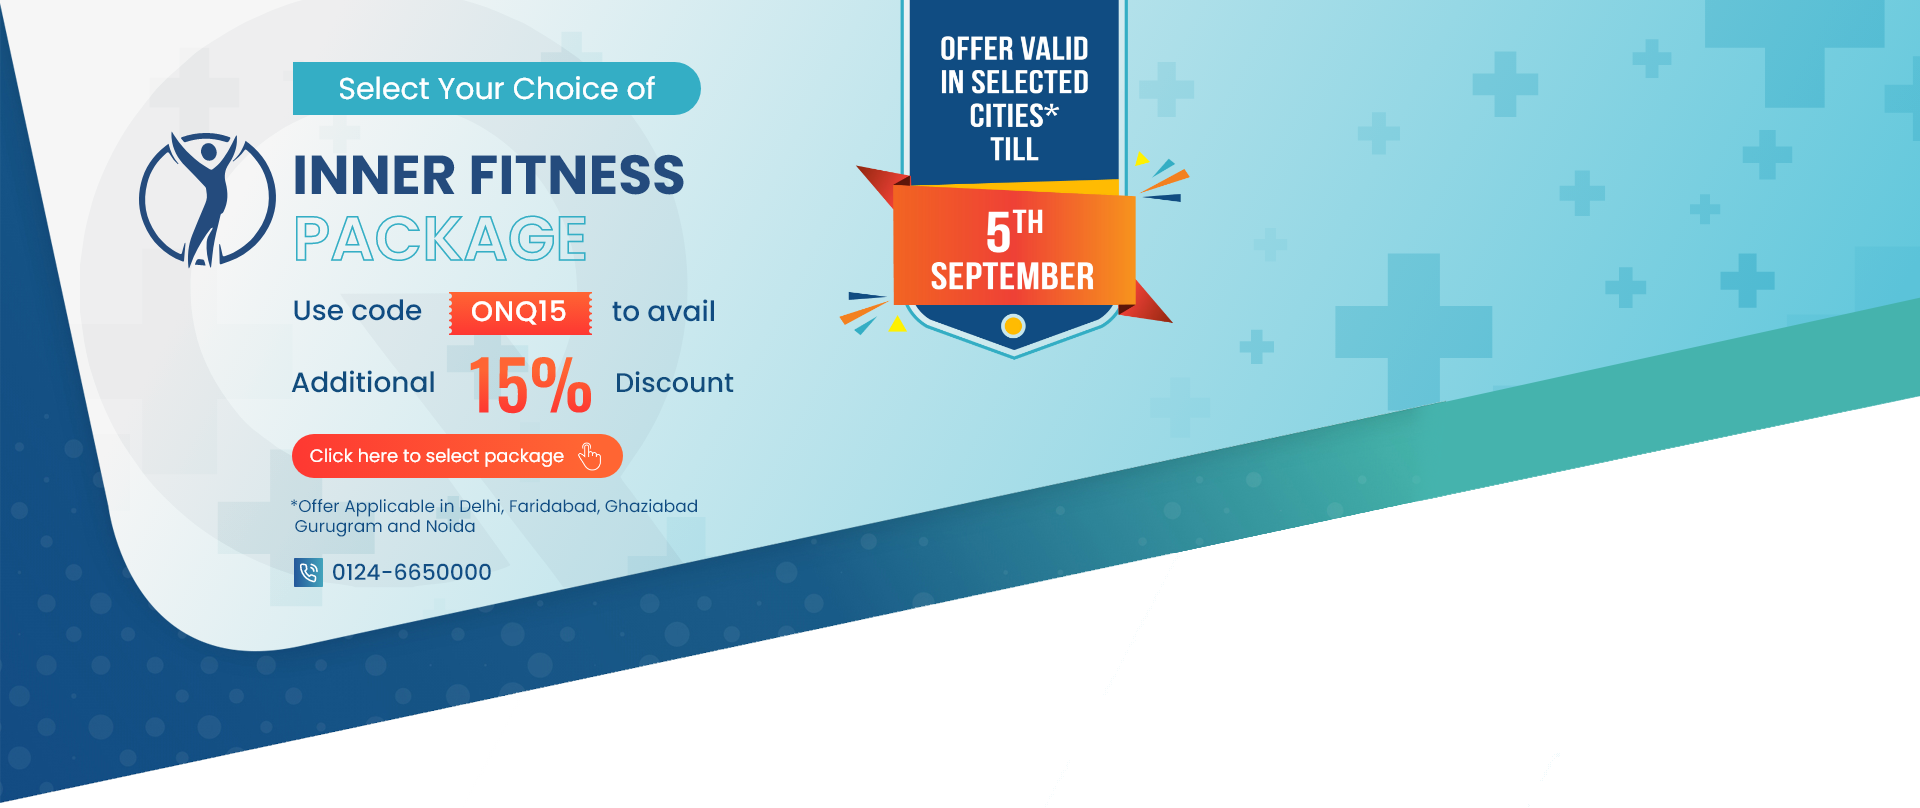 Select Your Choice of
INNER FITNESS
PACKAGE
Use code ONQ15 to avail
Additional 15% Discount
Click here to select package
*Offer Applicable in Delhi, Faridabad, Ghaziabad
Gurugram and Noida
0124-6650000
OFFER VALID
IN SELECTED
CITIES*
TILL
5TH
SEPTEMBER